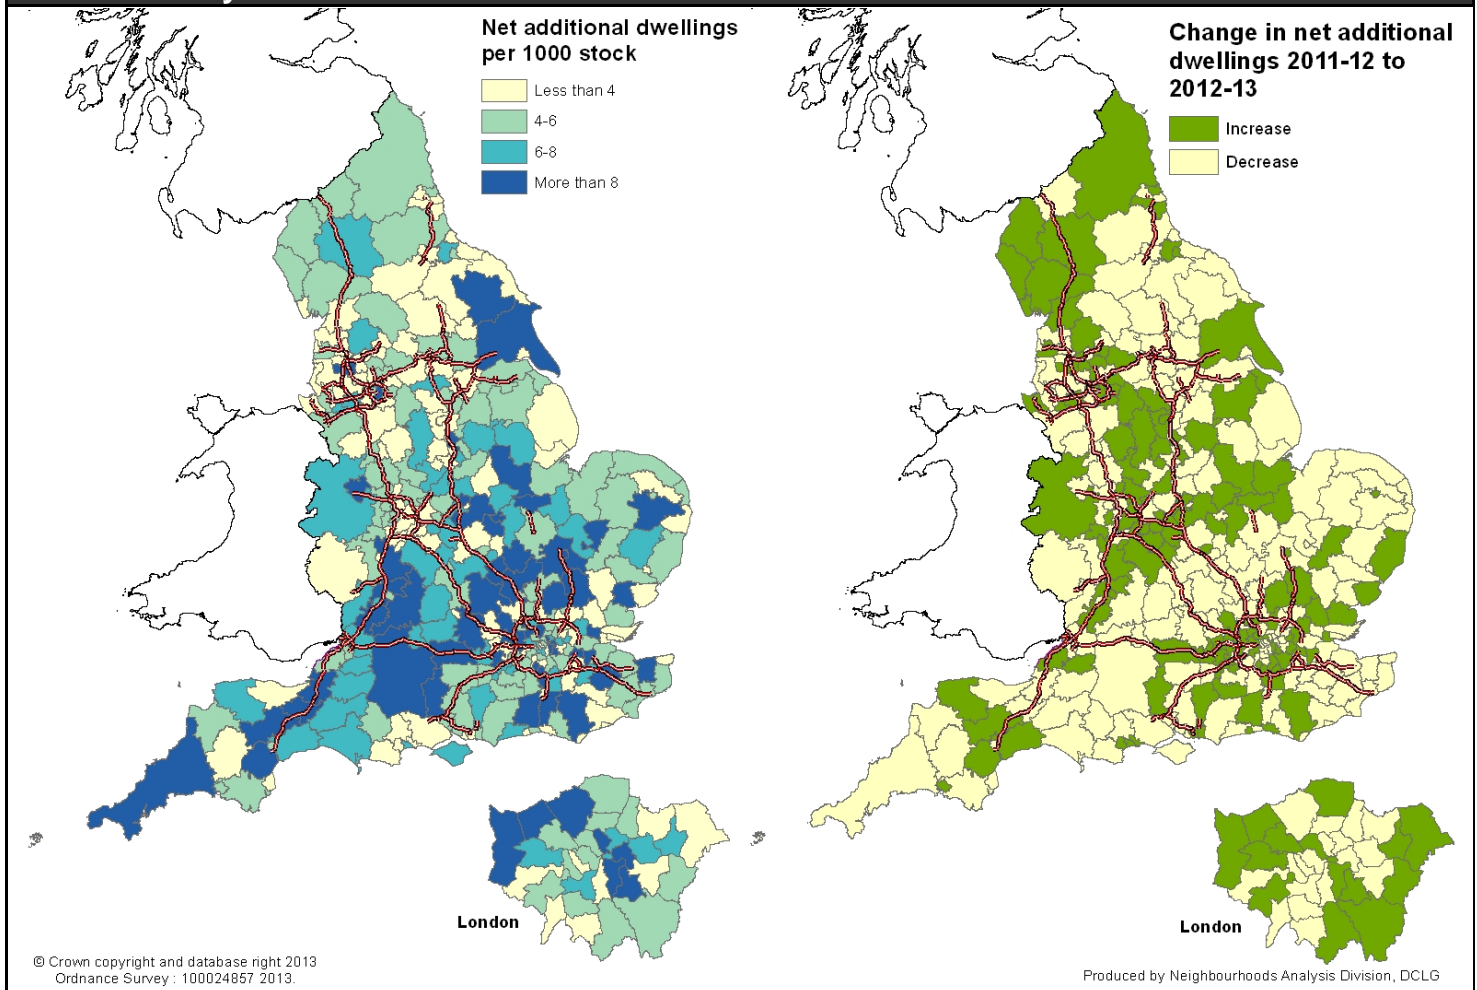 Net additional dwellings
per 1000 stock
Less than 4
4-6
6-8
More than 8
London
© Crown copyright and database right 2013
Ordnance Survey : 100024857 2013.
Change in net additional
dwellings 2011-12 to
2012-13
Increase
Decrease
London
Produced by Neighbourhoods Analysis Division, DCLG